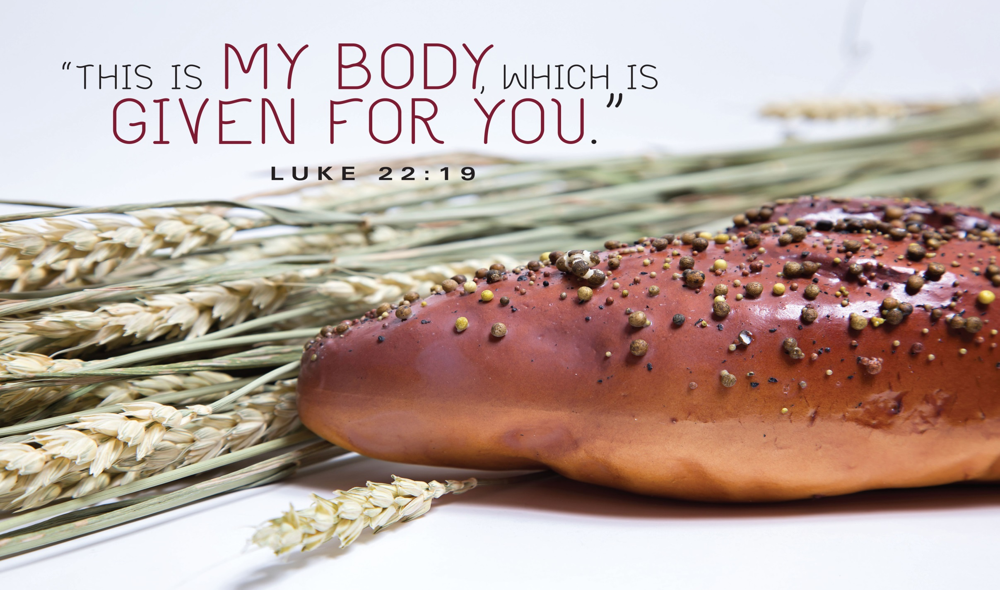 “THIS IS MY BODY, WHICH IS
GIVEN FOR YOU.”
LUKE 22:19